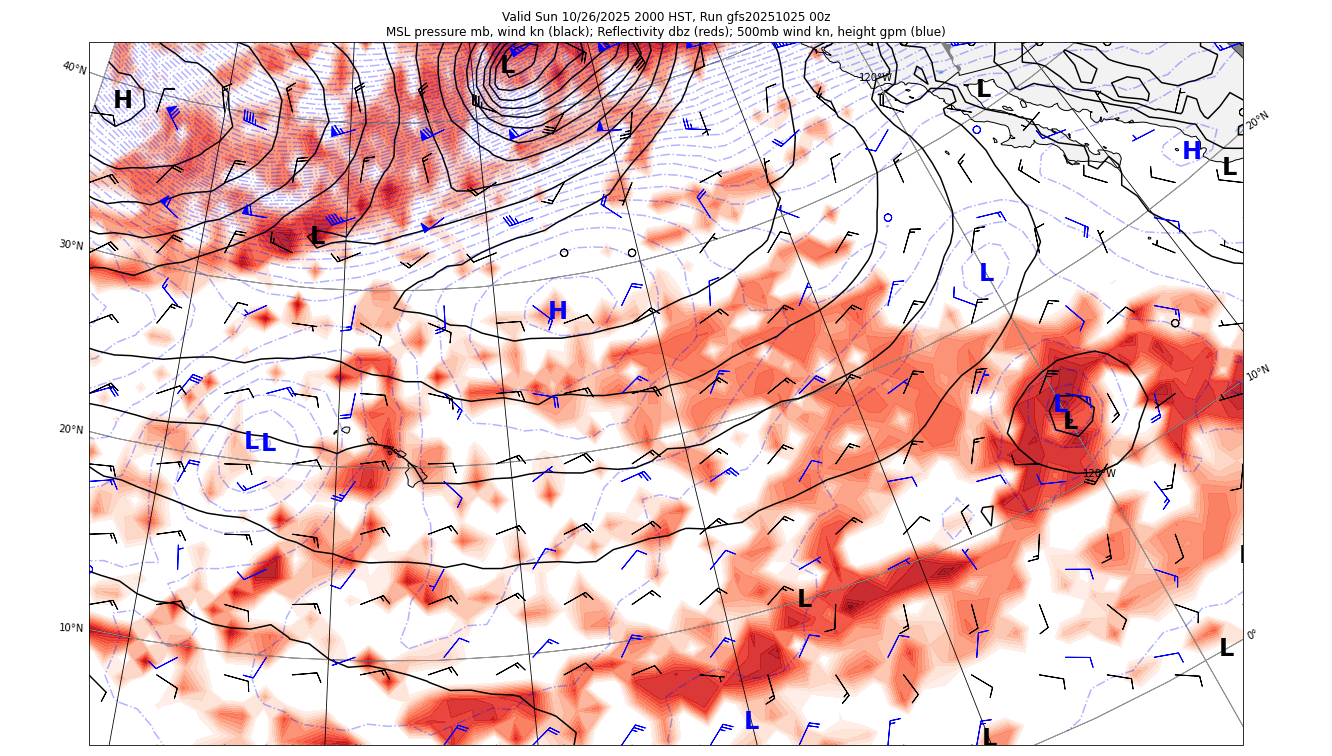 Valid Sun 10/26/2025 2000 HST, Run gfs20251025 00z
MSL pressure mb, wind kn (black); Reflectivity dbz (reds); 500mb wind kn, height gpm (blue)
40°N
L
120°W
L
H
20°N
H
L
30°N
L
L
H
10°N
L
L
20°N
L
L
120°W
L
10°N
0°
L
L
L